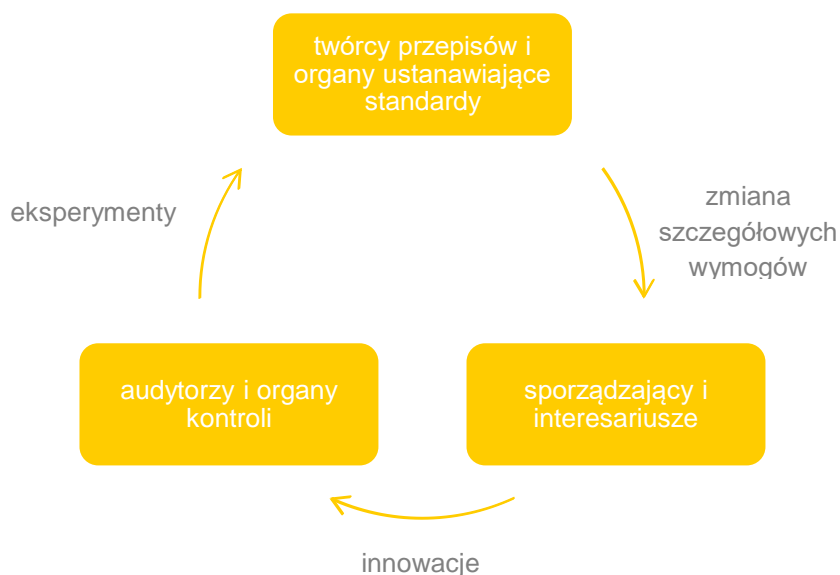 twórcy przepisów i
organy ustanawiające
standardy
eksperymenty
zmiana
szczegółowych
wymogów
audytorzy i organy
kontroli
sporządzający i
interesariusze
innowacje